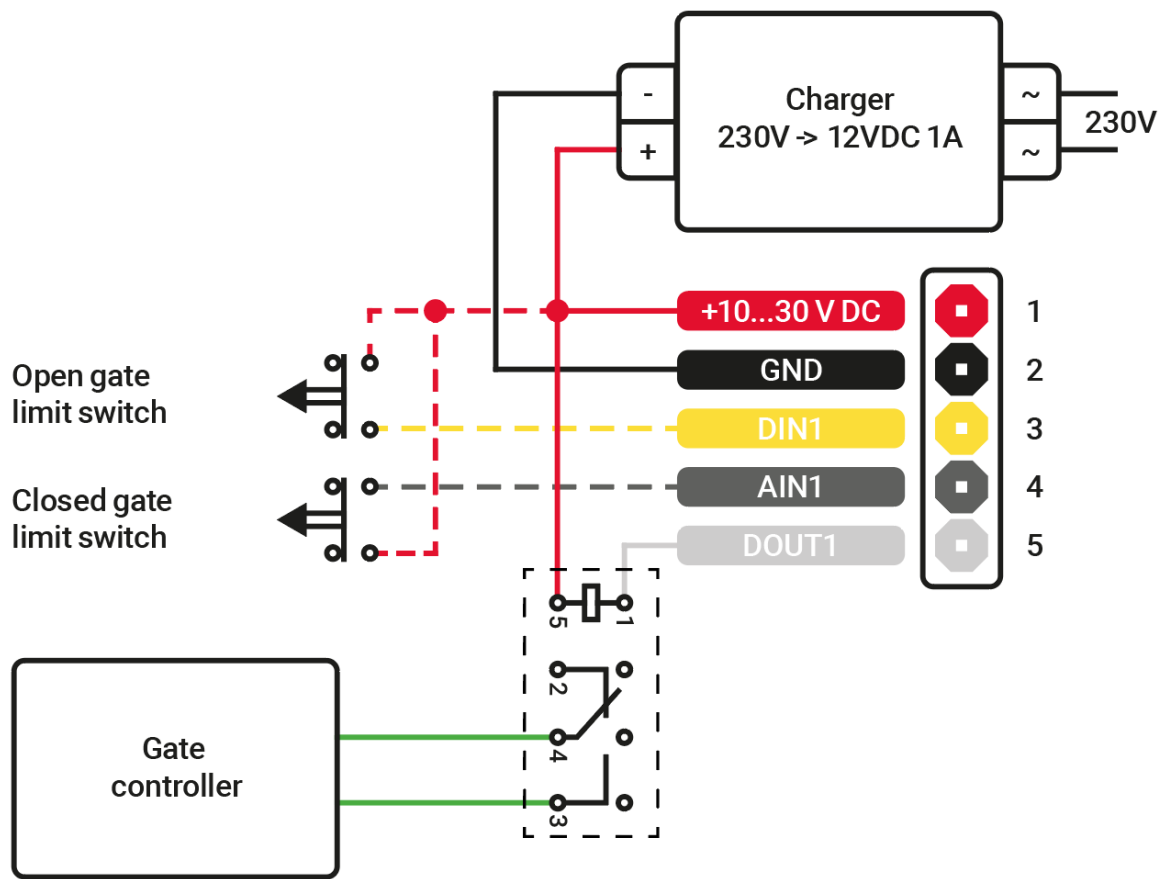 Charger
230V -> 12VDC 1A
-
+
~
~
230V
+10...30 V DC
1
GND
2
DIN1
3
AIN1
4
DOUT1
5
Open gate
limit switch
Closed gate
limit switch
5
1
2
4
3
Gate
controller